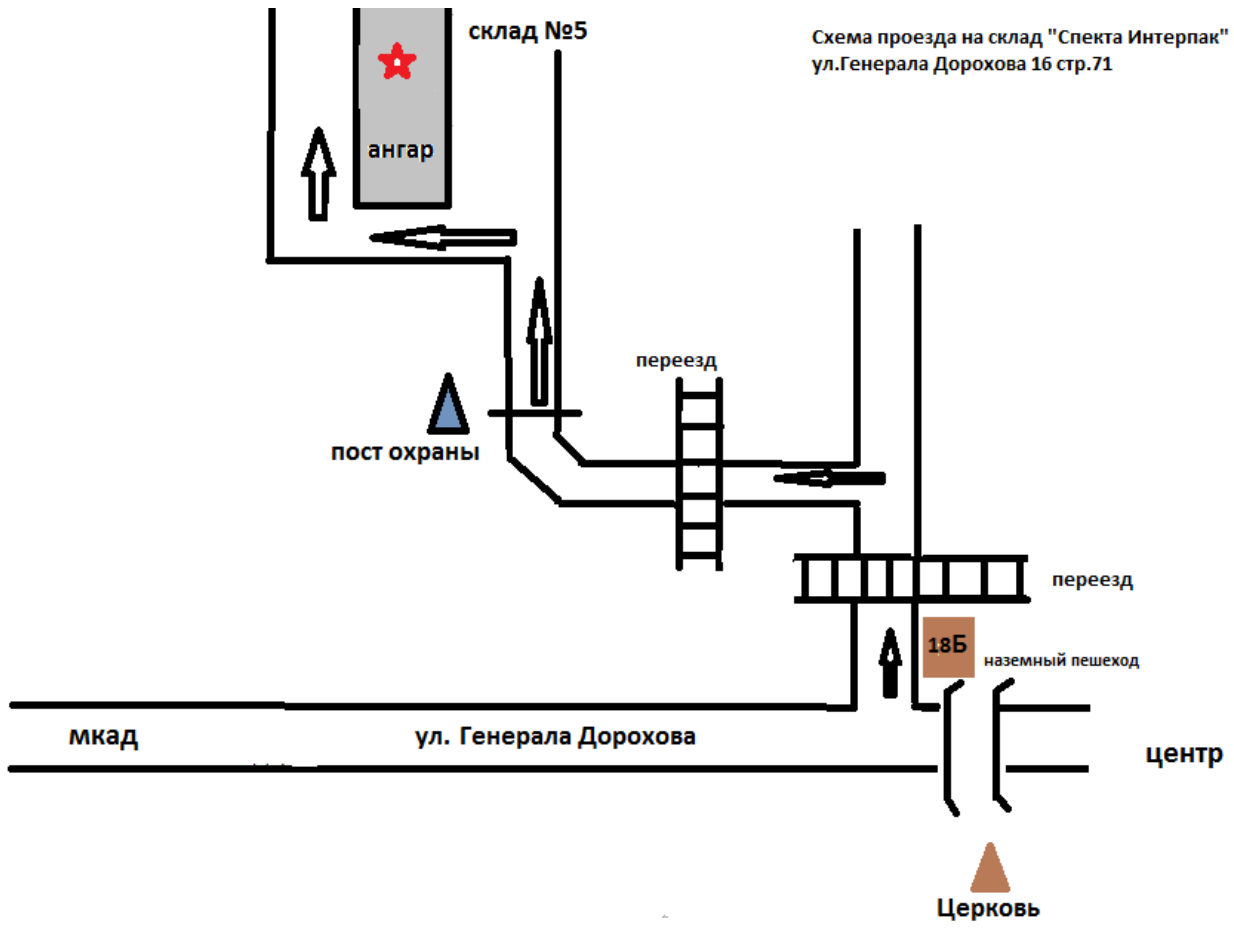 склад №5
Схема проезда на склад "Спекта Интерпак"
ул.Генерала Дорохова 16 стр.71
ангар
переезд
пост охраны
переезд
18Б
наземный пешеход
мкад
ул. Генерала Дорохова
центр
Церковь